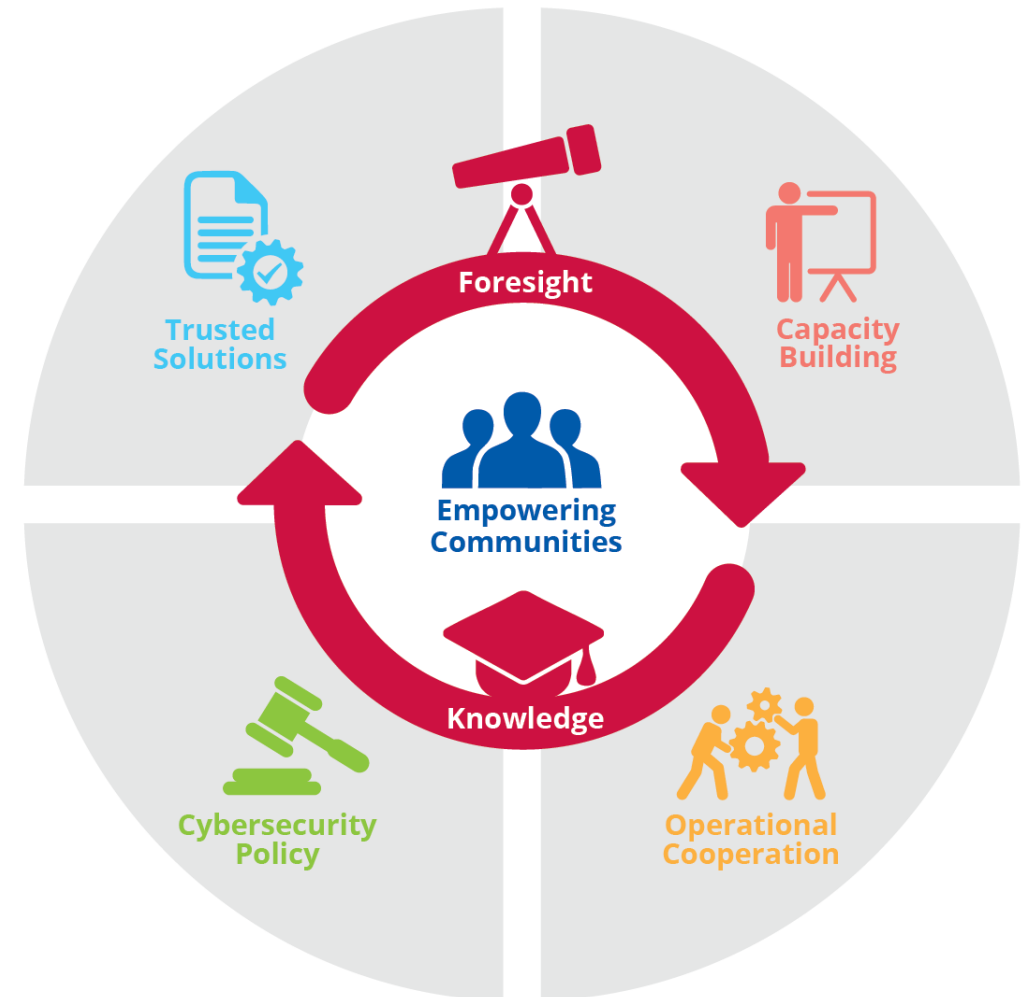 Foresight
Trusted
Solutions
Capacity
Building
Empowering
Communities
Knowledge
Cybersecurity
Policy
Operational
Cooperation